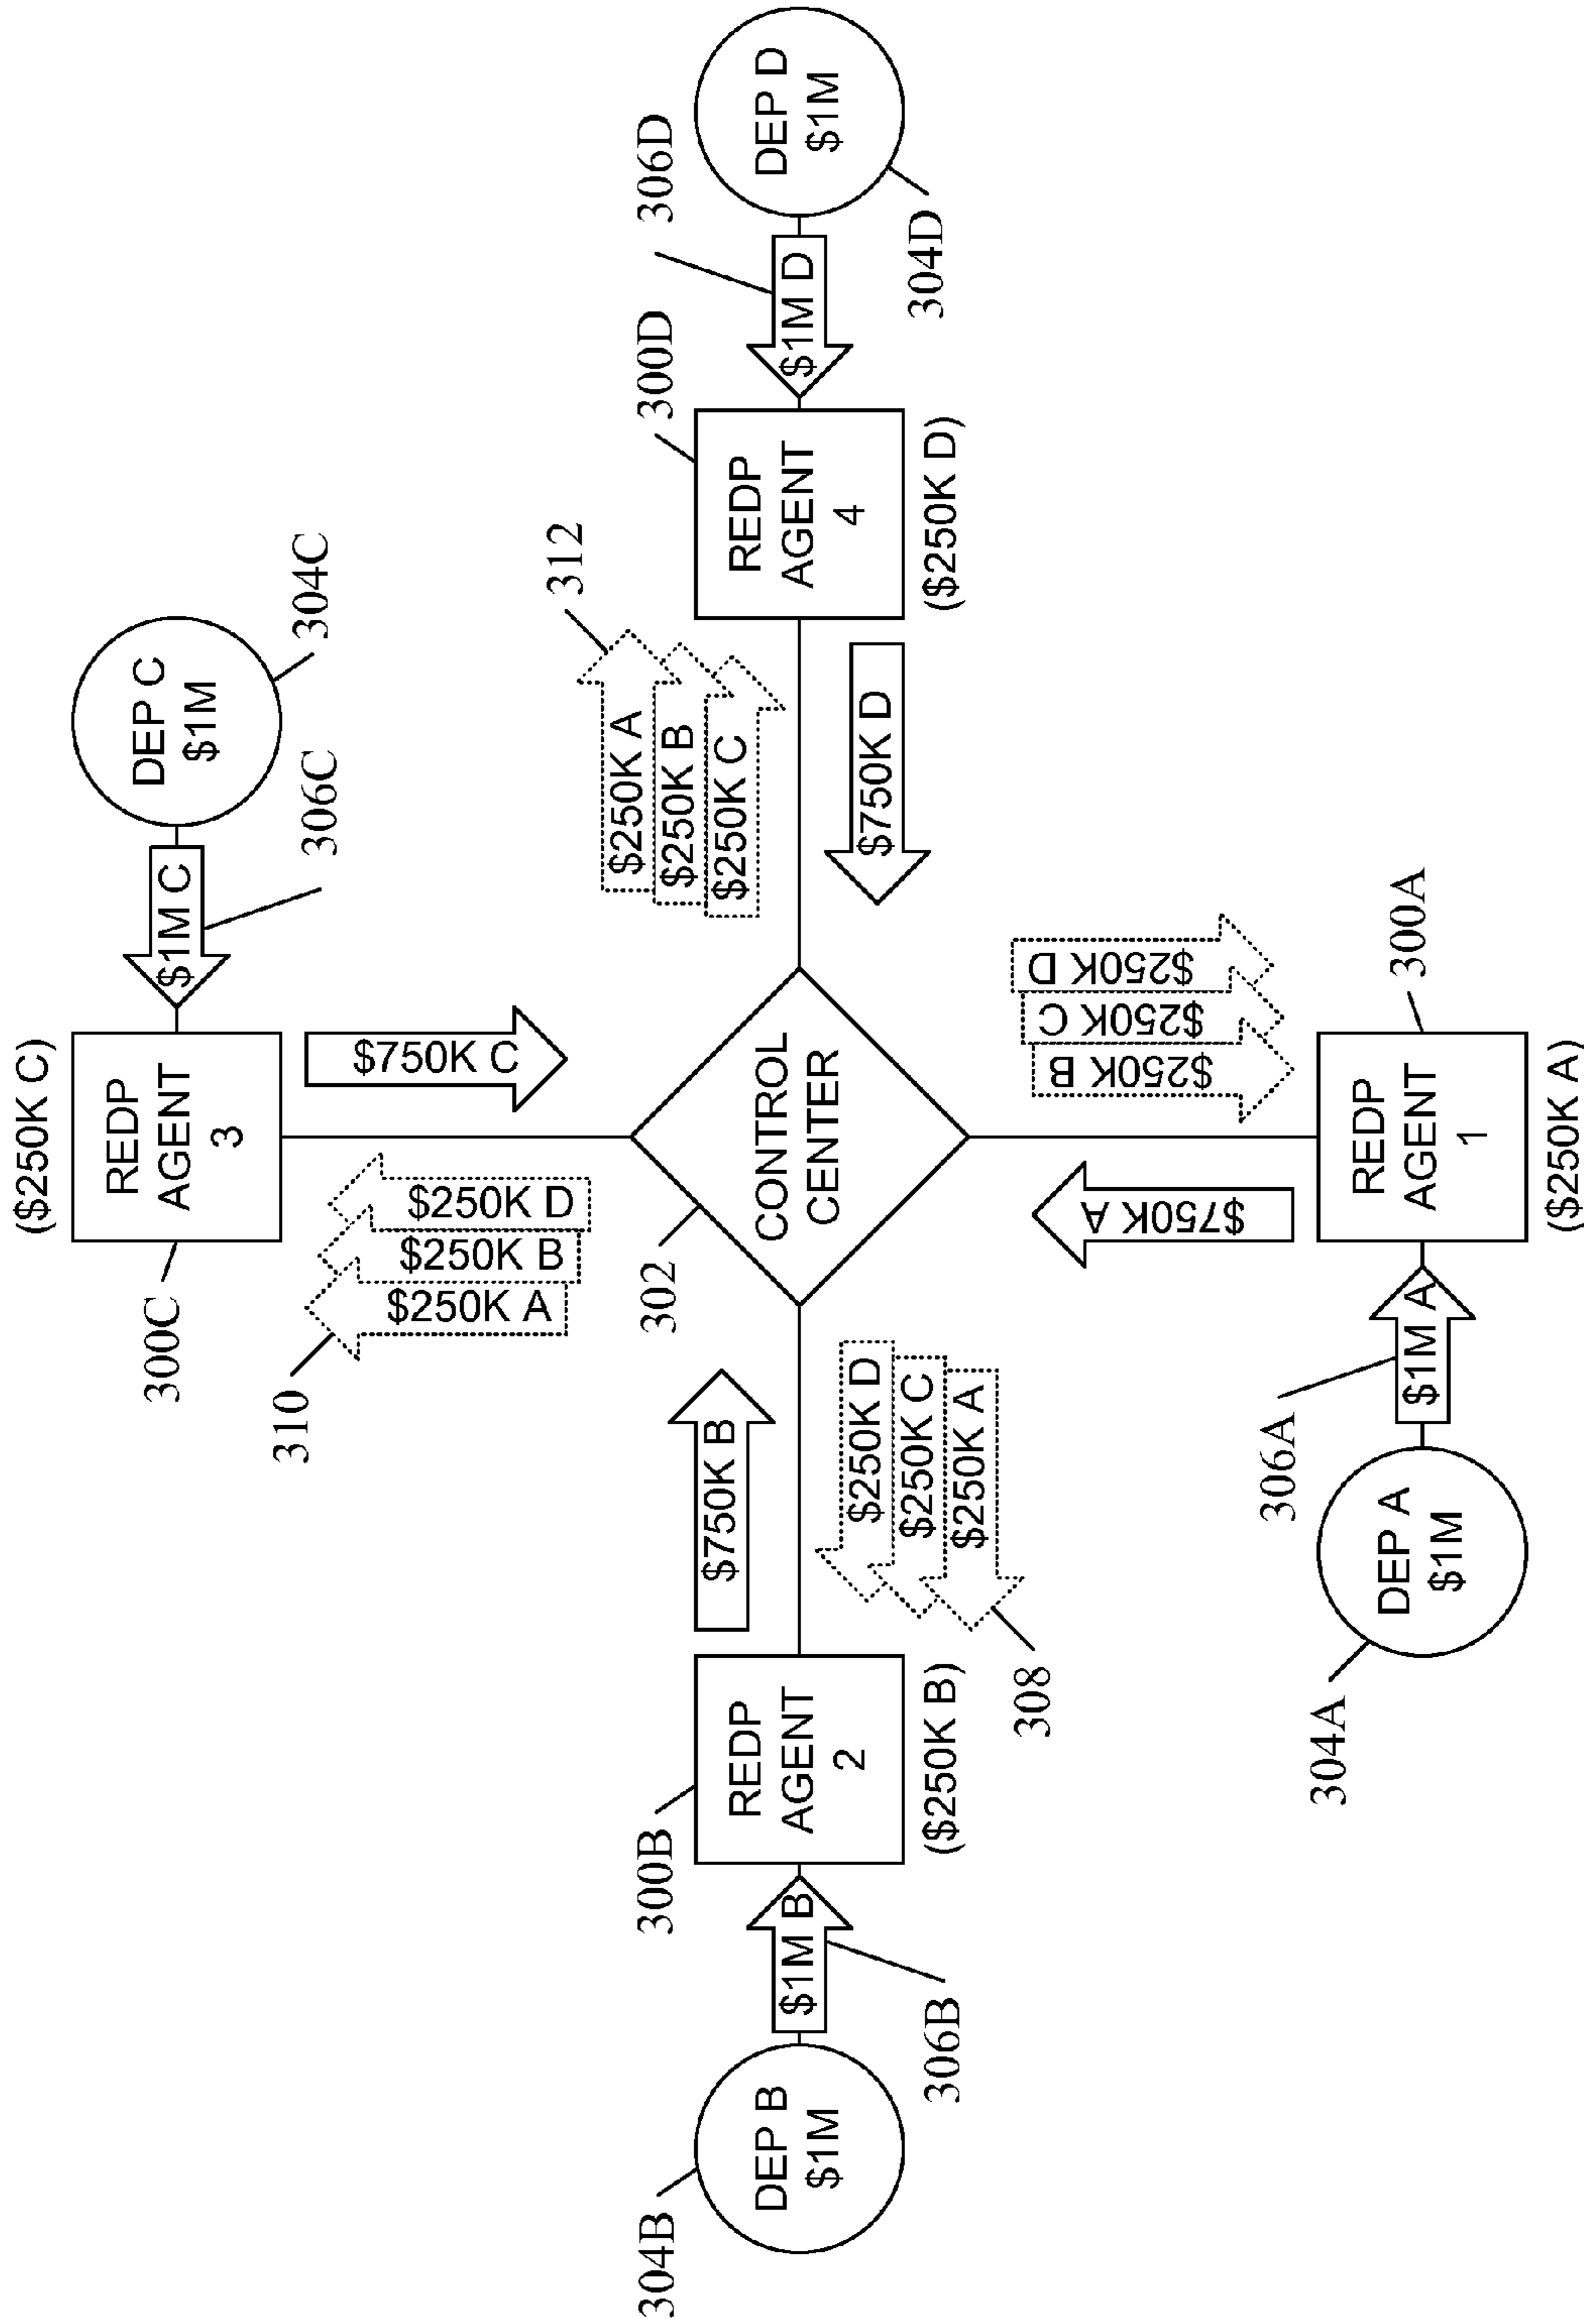 ($250K C)
REDP
AGENT
3
300C
$1M C
DEP C
$1M
306C
304C
310
$250K A
$250K B
$250K D
$750K C
302
CONTROL
CENTER
304B
DEP B
$1M
$1M B
306B
300B
REDP
AGENT
2
($250K B)
$750K B
$250K D
$250K C
$250K A
308
312
$250K A
$250K B
$250K C
$750K D
300D
REDP
AGENT
4
($250K D)
306D
$1M D
DEP D
$1M
304D
$750K A
$250K B
$250K C
$250K D
304A
DEP A
$1M
306A
$1M A
REDP
AGENT
1
300A
($250K A)